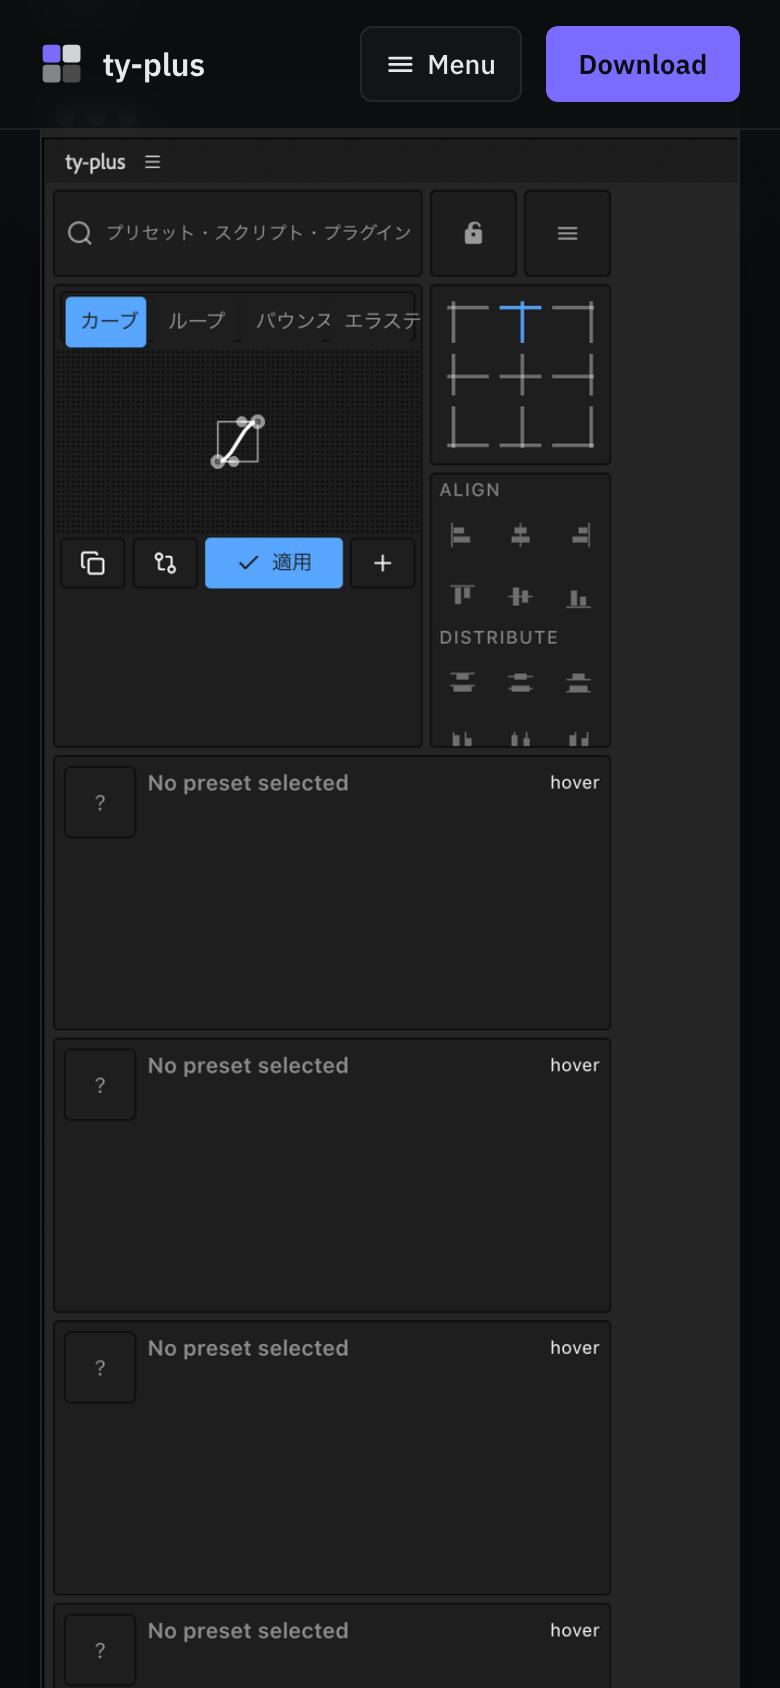 ty-plus
Menu
Download
ty-plus
プリセット・スクリプト・プラグイン
カーブ
ループ
バウンス
エラステ
適用
ALIGN
DISTRIBUTE
?
No preset selected
hover
?
No preset selected
hover
?
No preset selected
hover
?
No preset selected
hover